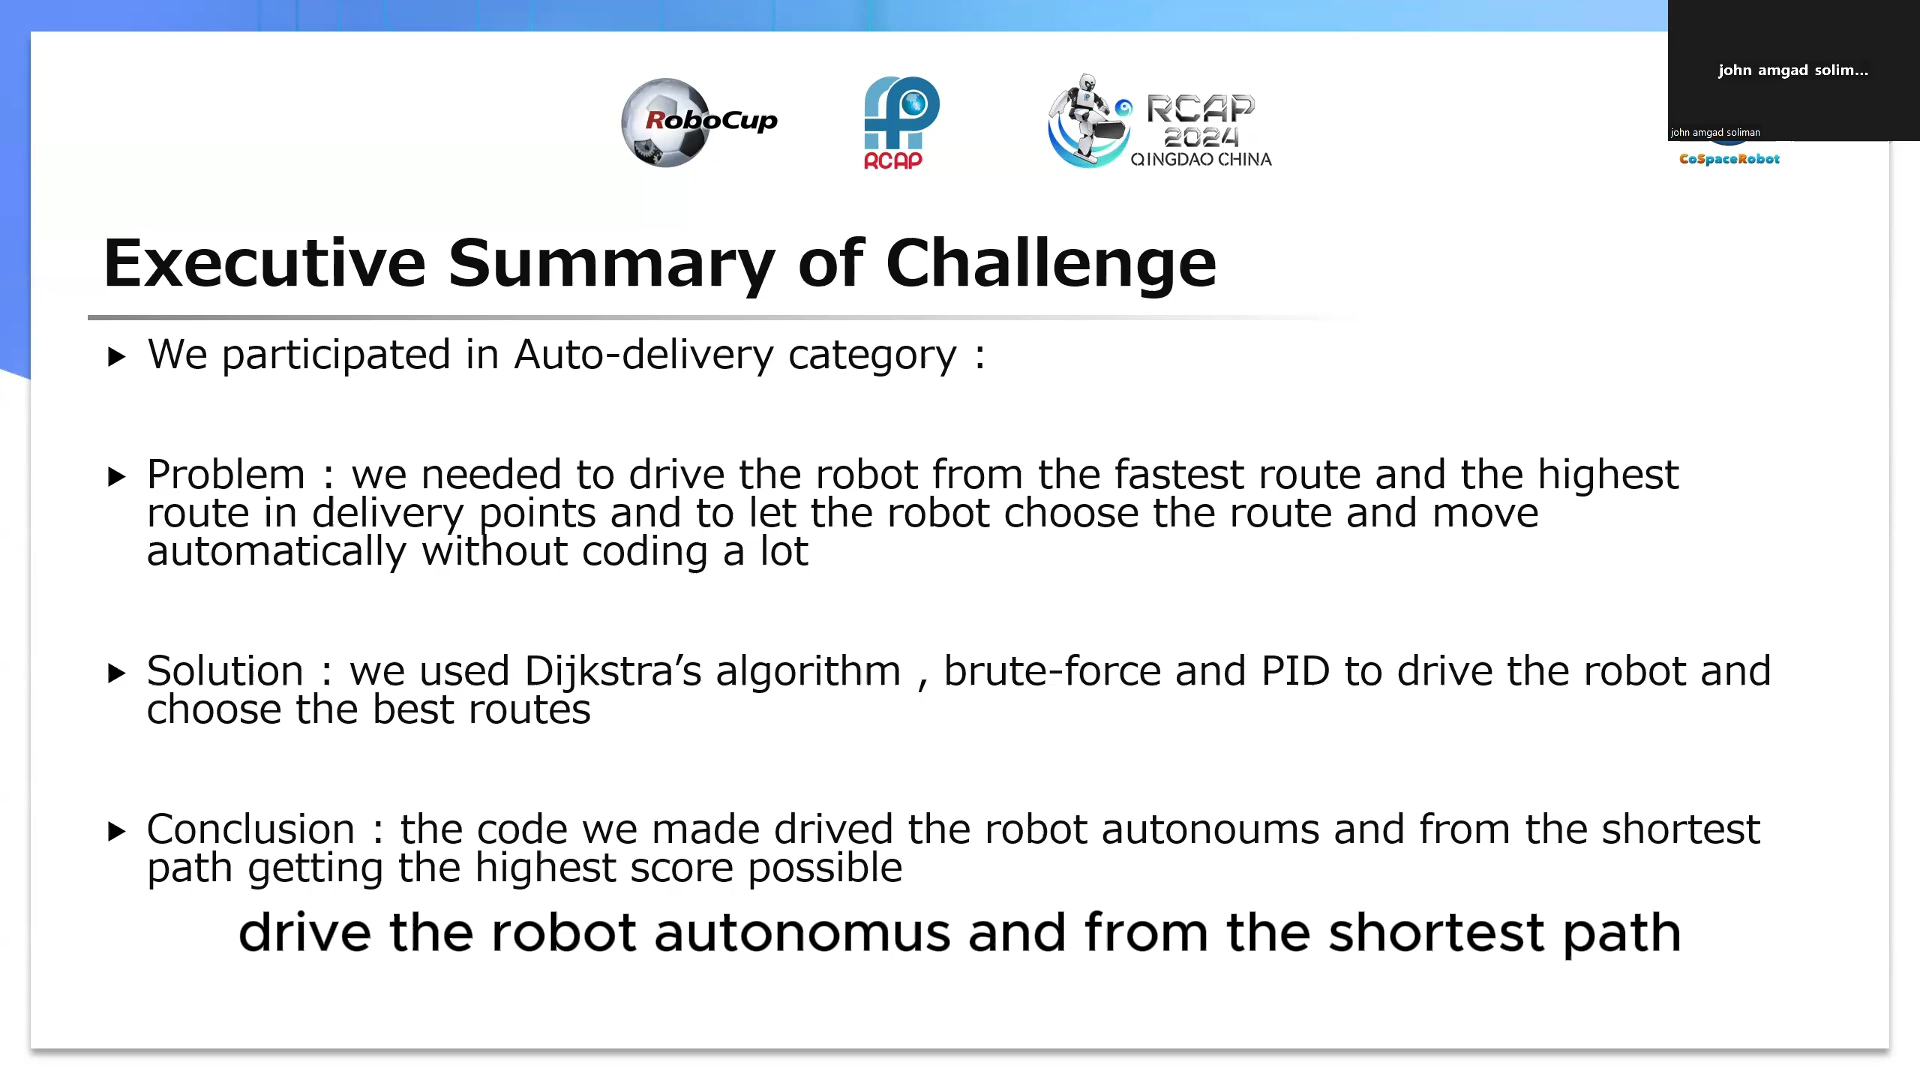 RoboCup
RCAP
RCAP
2024
QINGDAO CHINA
john amgad solim...
john amgad soliman
CoSpaceRobot
Executive Summary of Challenge
We participated in Auto-delivery category :
Problem : we needed to drive the robot from the fastest route and the highest
route in delivery points and to let the robot choose the route and move
automatically without coding a lot
Solution : we used Dijkstra’s algorithm , brute-force and PID to drive the robot and
choose the best routes
Conclusion : the code we made drived the robot autonoums and from the shortest
path getting the highest score possible
drive the robot autonomus and from the shortest path